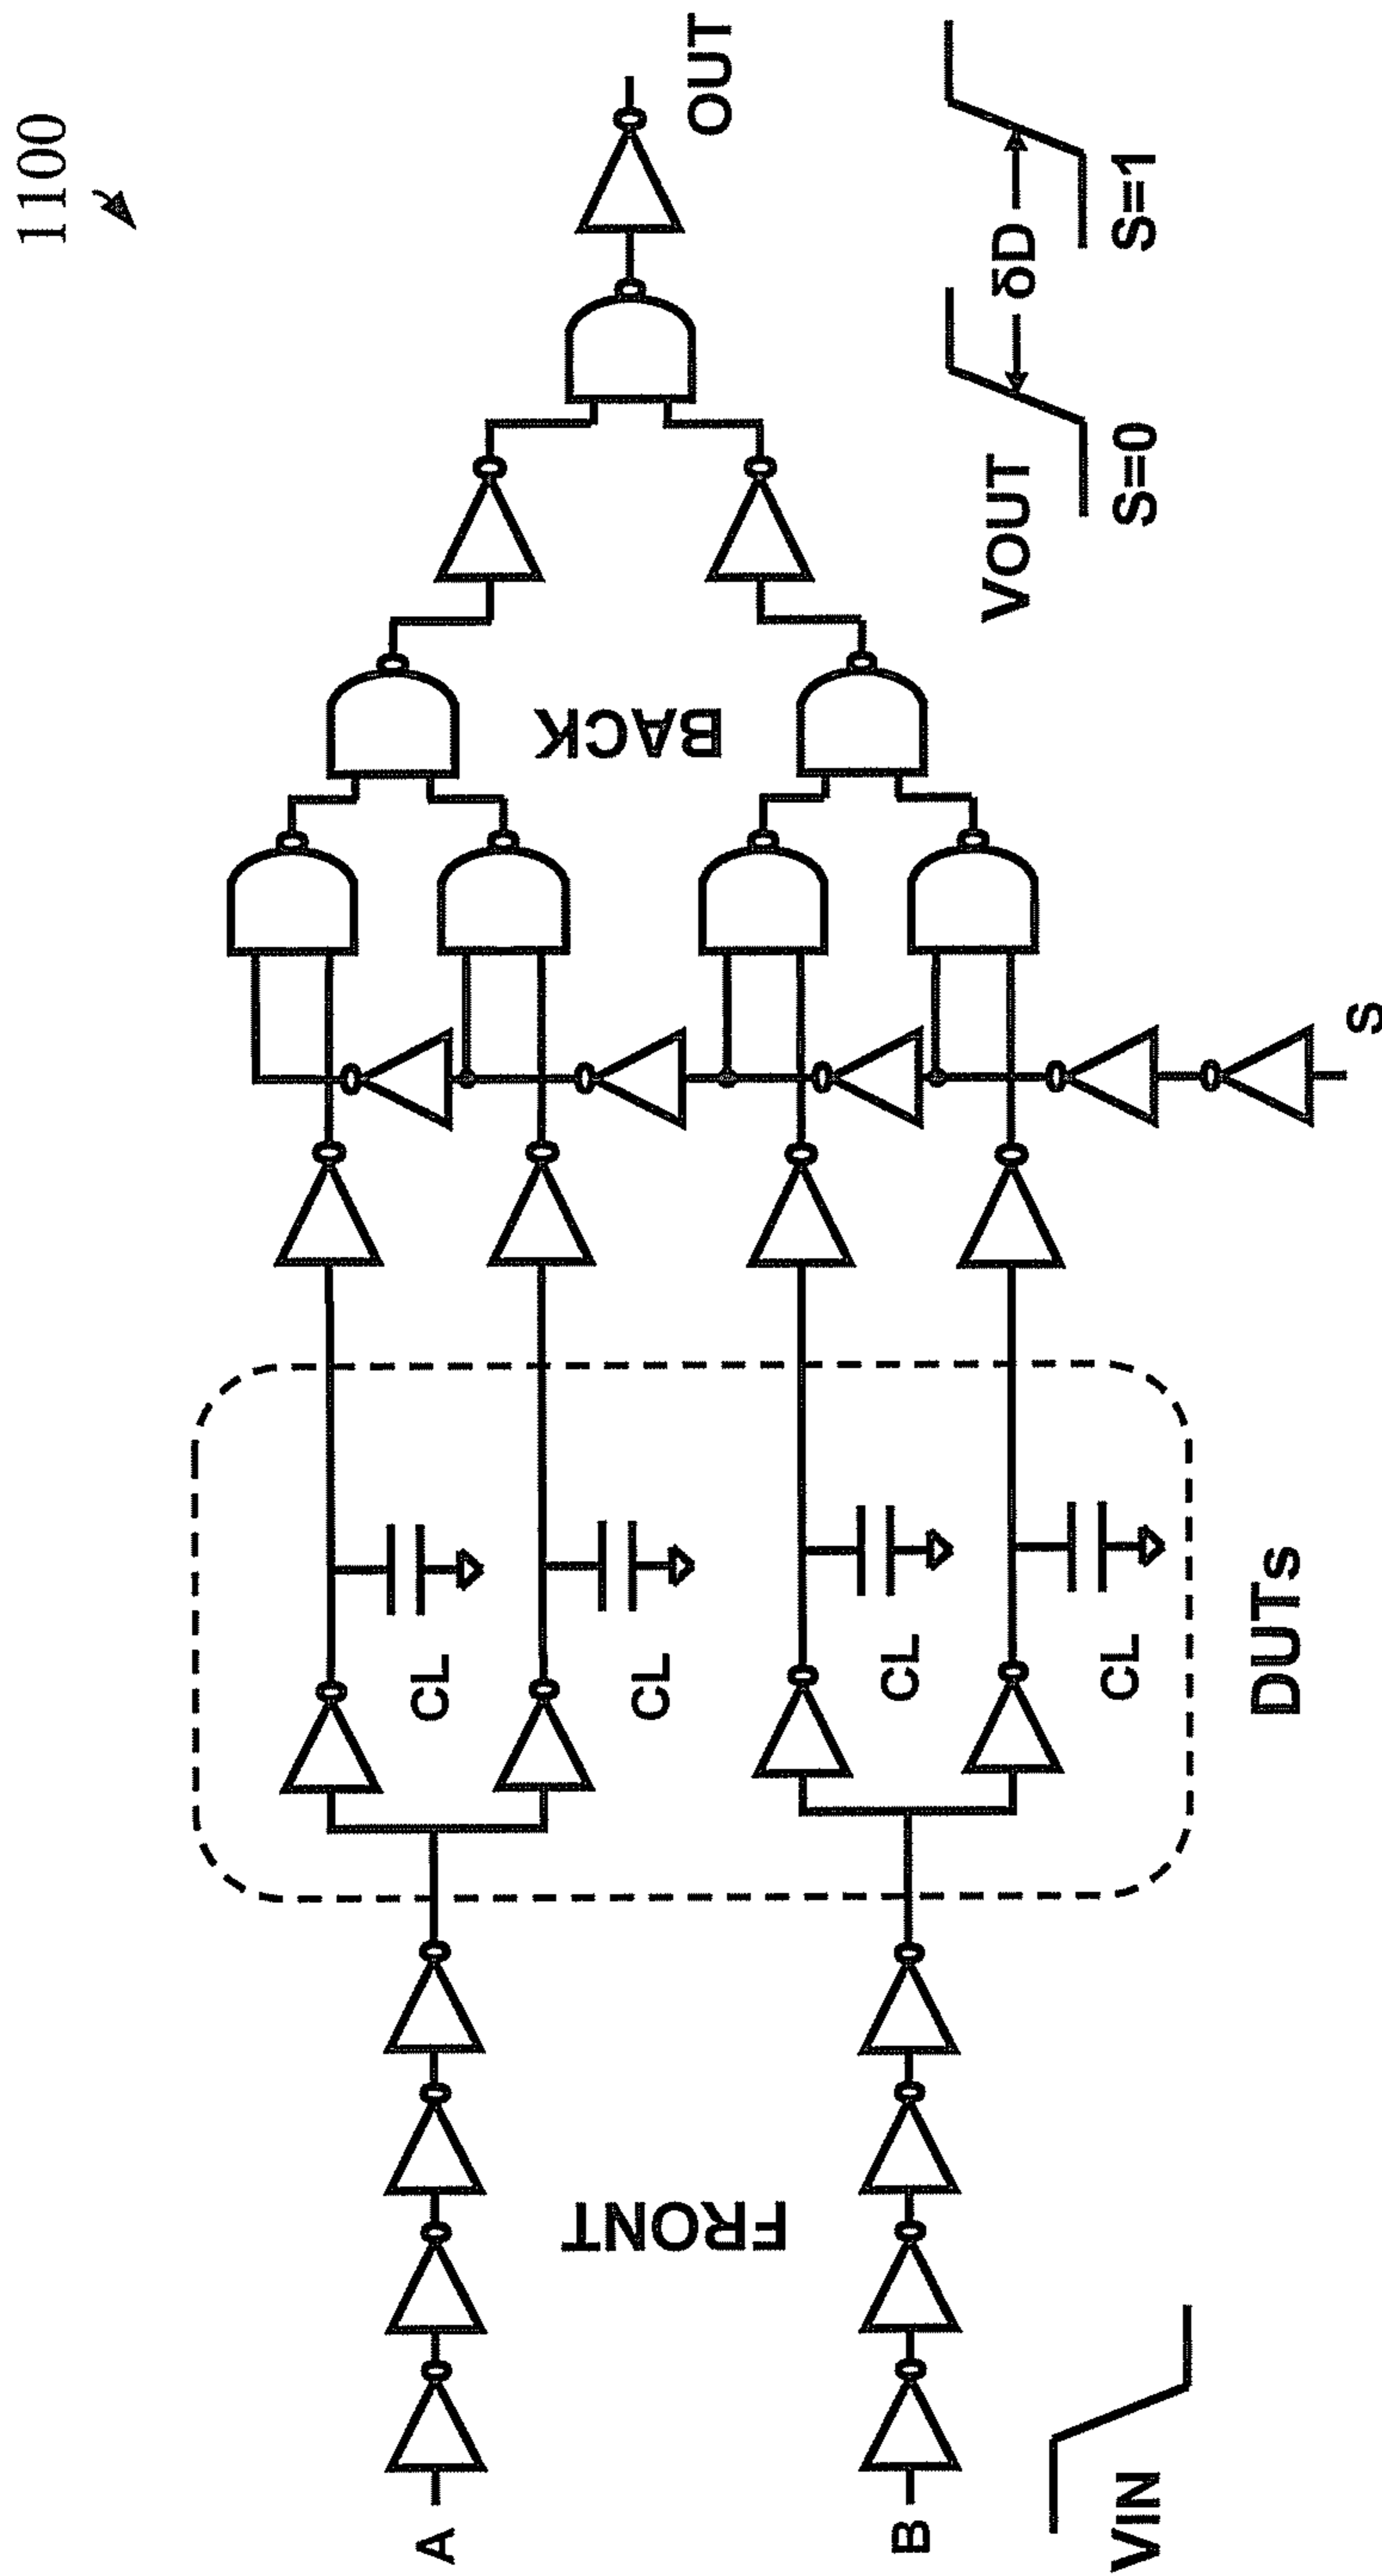 1100
A
B
VIN
FRONT
CL
CL
CL
CL
DUTs
S
BACK
OUT
VOUT
δD
S=0
S=1